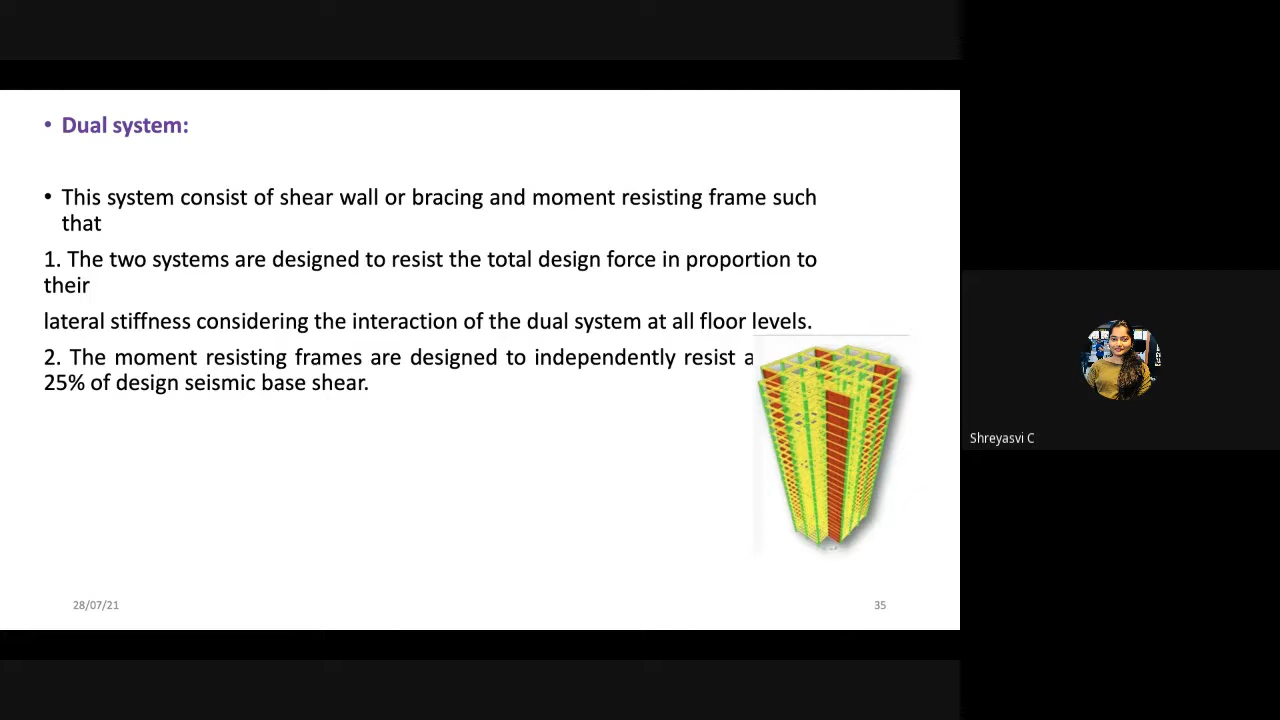 • Dual system:
• This system consist of shear wall or bracing and moment resisting frame such
that
1. The two systems are designed to resist the total design force in proportion to
their
lateral stiffness considering the interaction of the dual system at all floor levels.
2. The moment resisting frames are designed to independently resist a
25% of design seismic base shear.
28/07/21
35
Shreyasvi C